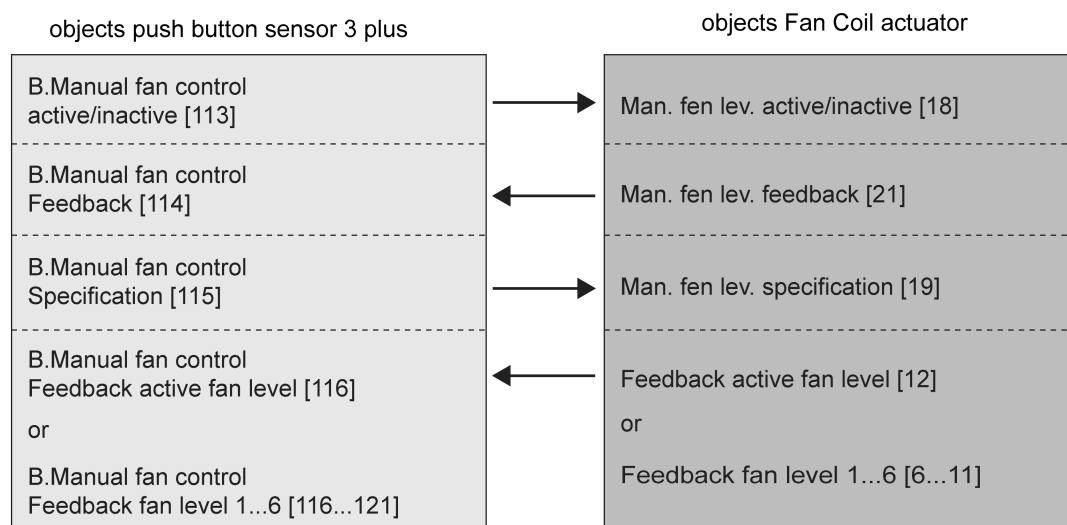 objects push button sensor 3 plus
objects Fan Coil actuator
B.Manual fan control
active/inactive [113]
Man. fen lev. active/inactive [18]
B.Manual fan control
Feedback [114]
Man. fen lev. feedback [21]
B.Manual fan control
Specification [115]
Man. fen lev. specification [19]
B.Manual fan control
Feedback active fan level [116]
or
B.Manual fan control
Feedback fan level 1...6 [116...121]
Feedback active fan level [12]
or
Feedback fan level 1...6 [6...11]